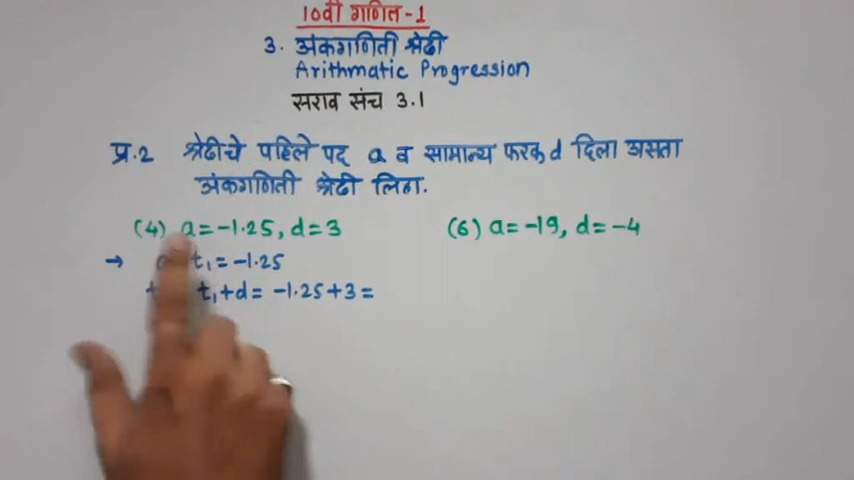 10वी गणित-1
3. अंकगणिती श्रेढी
Arithmatic Progression
सराव संच 3.1
प्र.2 श्रेढीचे पहिले पद a व सामान्य फरक d दिला असता
अंकगणिती श्रेढी लिहा.
(4) a=-1.25, d=3 (6) a=-19, d=-4
→ t₁ = -1.25
t₁+d = -1.25+3 =